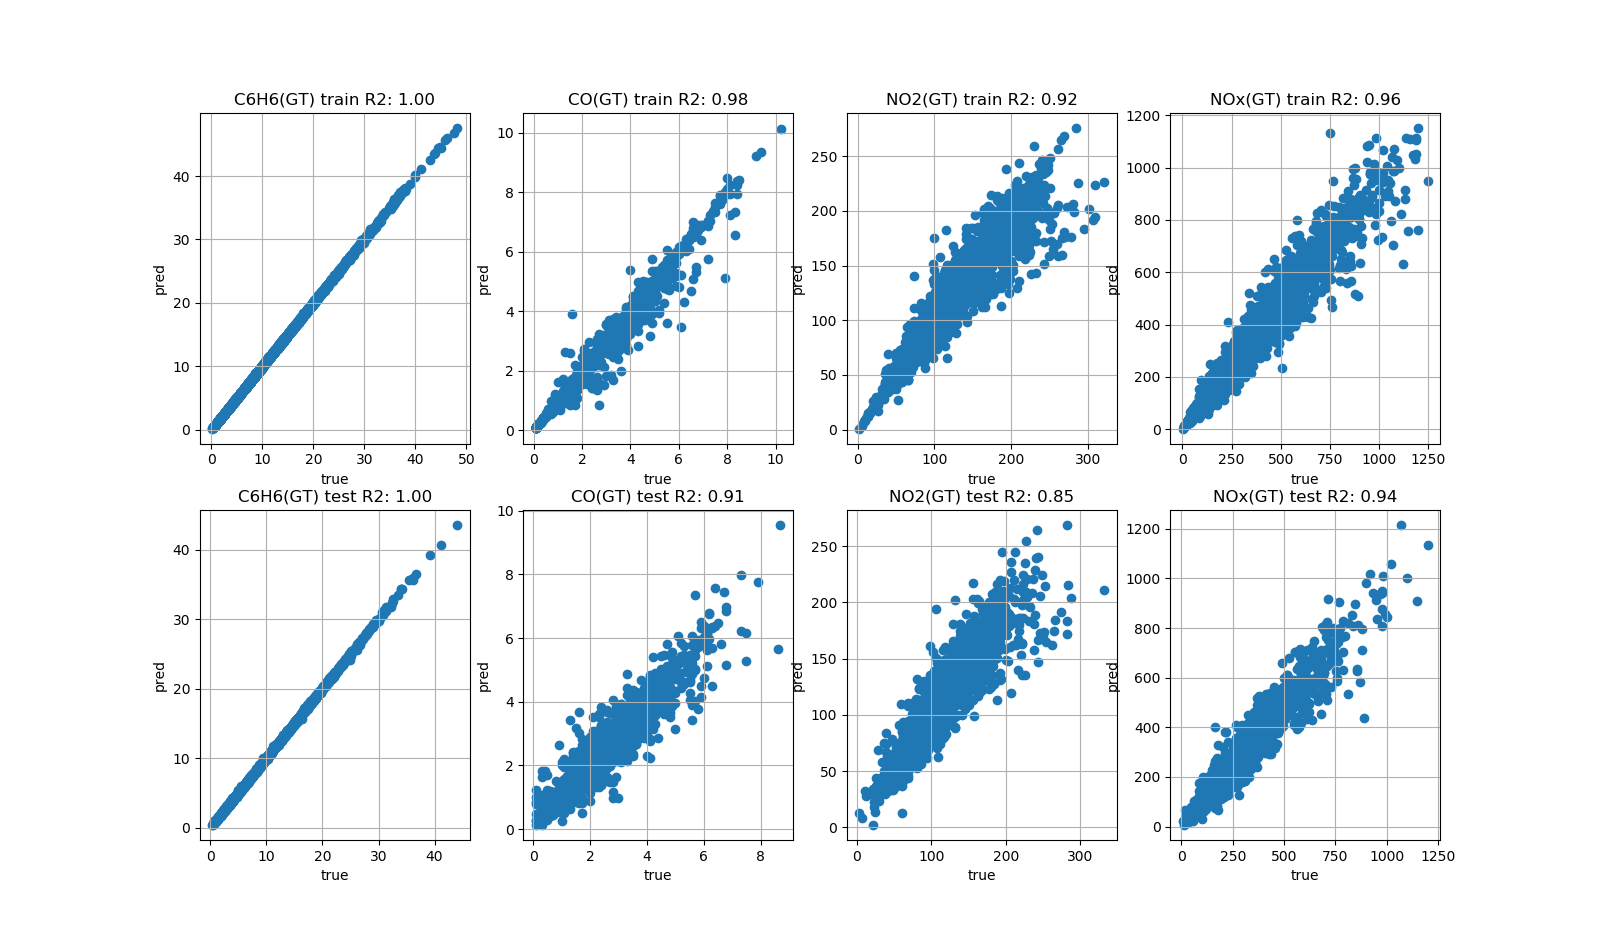 C6H6(GT) train R2: 1.00
CO(GT) train R2: 0.98
NO2(GT) train R2: 0.92
NOx(GT) train R2: 0.96
pred
40
30
20
10
0
0 10 20 30 40 50
true
pred
10
8
6
4
2
0
0 2 4 6 8 10
true
pred
250
200
150
100
50
0
0 100 200 300
true
pred
1200
1000
800
600
400
200
0
0 250 500 750 1000 1250
true
C6H6(GT) test R2: 1.00
CO(GT) test R2: 0.91
NO2(GT) test R2: 0.85
NOx(GT) test R2: 0.94
pred
40
30
20
10
0
0 10 20 30 40
true
pred
10
8
6
4
2
0
0 2 4 6 8
true
pred
250
200
150
100
50
0
0 100 200 300
true
pred
1200
1000
800
600
400
200
0
0 250 500 750 1000 1250
true